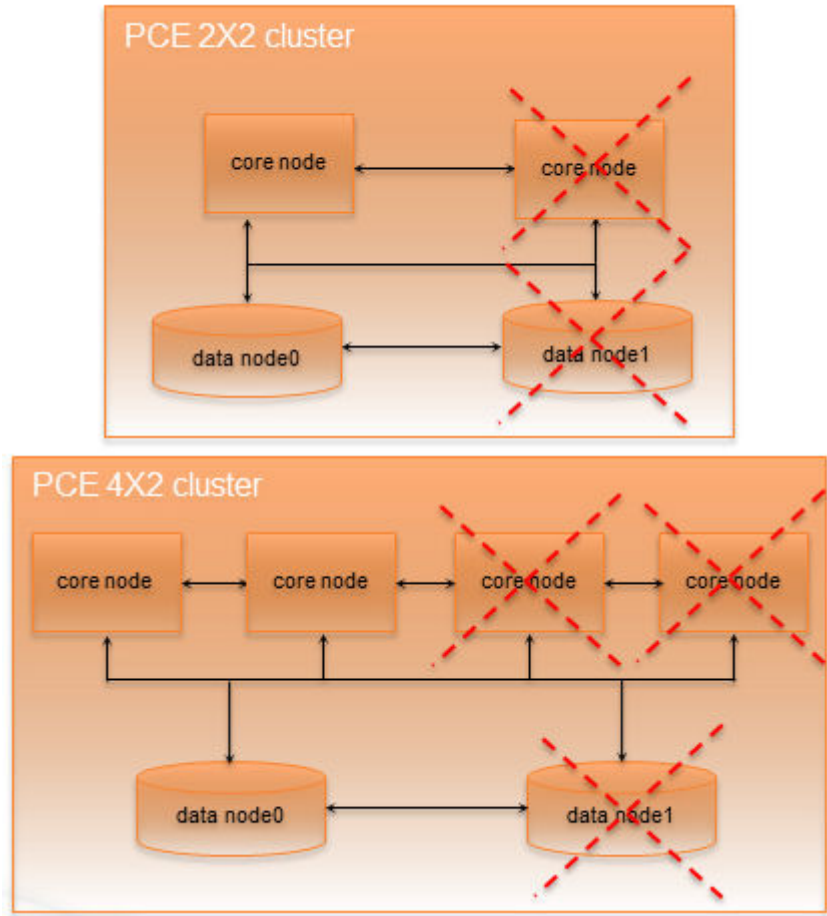 PCE 2X2 cluster
core node
core node
data node0
data node1
PCE 4X2 cluster
core node
core node
core node
core node
data node0
data node1